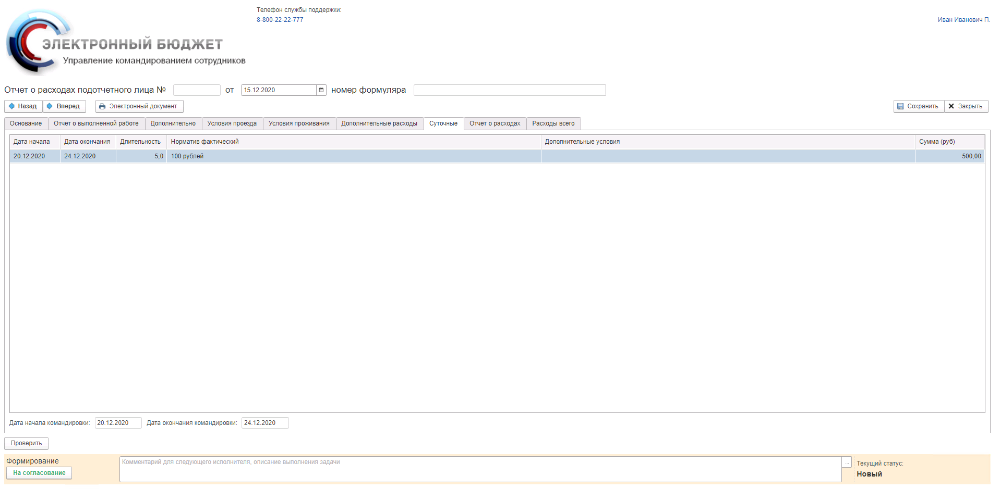 Телефон службы поддержки:
8-800-22-22-777
Иван Иванович П.
ЭЛЕКТРОННЫЙ БЮДЖЕТ
Управление командированием сотрудников
Отчет о расходах подотчетного лица № от 15.12.2020 номер формуляра
Назад Вперед Электронный документ Сохранить Закрыть
Основание Отчет о выполненной работе Дополнительно Условия проезда Условия проживания Дополнительные расходы Суточные Отчет о расходах Расходы всего
Дата начала Дата окончания Длительность Норматив фактический Дополнительные условия Сумма (руб)
20.12.2020 24.12.2020 5,0 100 рублей 500,00
Дата начала командировки: 20.12.2020 Дата окончания командировки: 24.12.2020
Проверить
Формирование
На согласование
Комментарий для следующего исполнителя, описание выполнения задачи
...
Текущий статус:
Новый